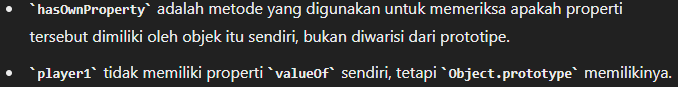 • `hasOwnProperty` adalah metode yang digunakan untuk memeriksa apakah properti
tersebut dimiliki oleh objek itu sendiri, bukan diwarisi dari prototipe.
• `player1` tidak memiliki properti `valueOf` sendiri, tetapi `Object.prototype` memilikinya.